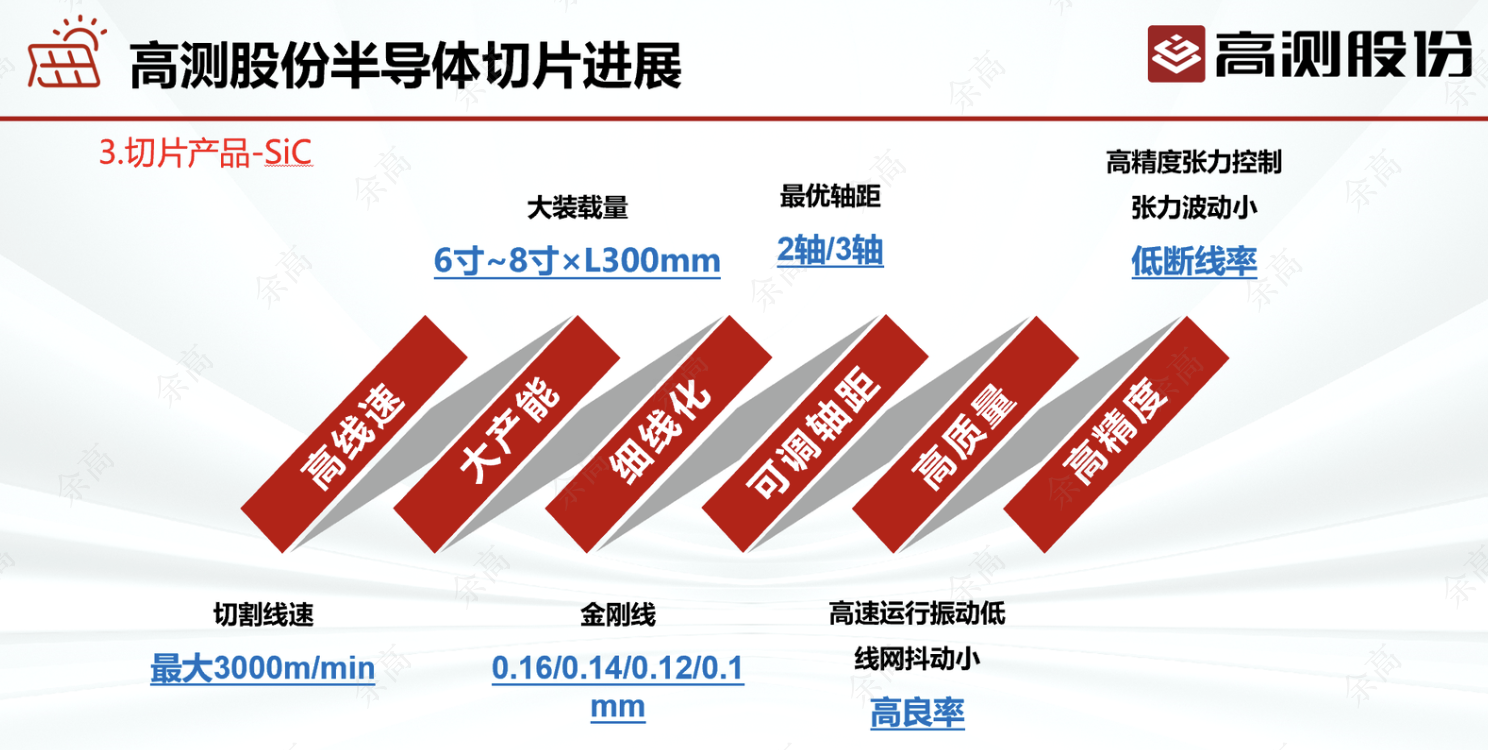 高测股份半导体切片进展
高测股份
3.切片产品-SiC
大装载量
6寸~8寸×L300mm
最优轴距
2轴/3轴
高精度张力控制
张力波动小
低断线率
高线速
大产能
细线化
可调轴距
高质量
高精度
切割线速
最大3000m/min
金刚线
0.16/0.14/0.12/0.1
mm
高速运行振动低
线网抖动小
高良率
余高